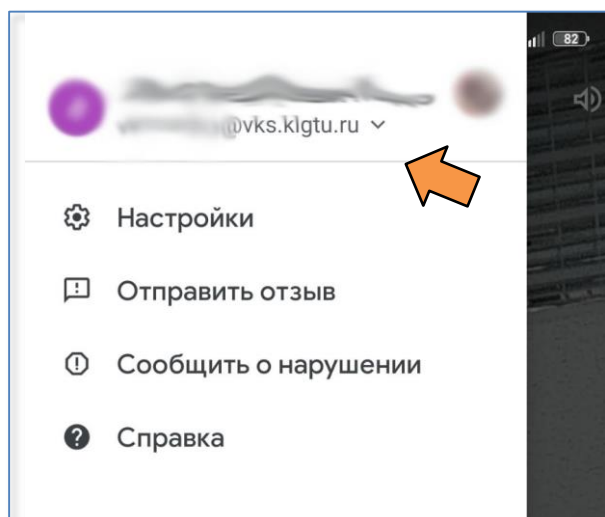 82
@vks.klgtu.ru
Настройки
Отправить отзыв
Сообщить о нарушении
Справка